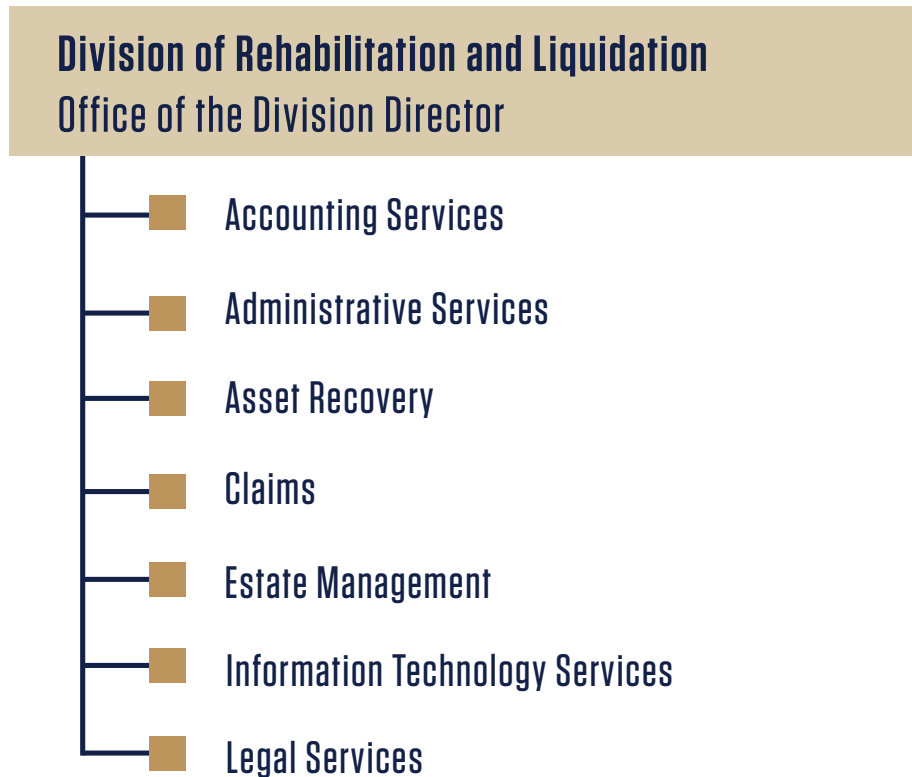 Division of Rehabilitation and Liquidation
Office of the Division Director
Accounting Services
Administrative Services
Asset Recovery
Claims
Estate Management
Information Technology Services
Legal Services